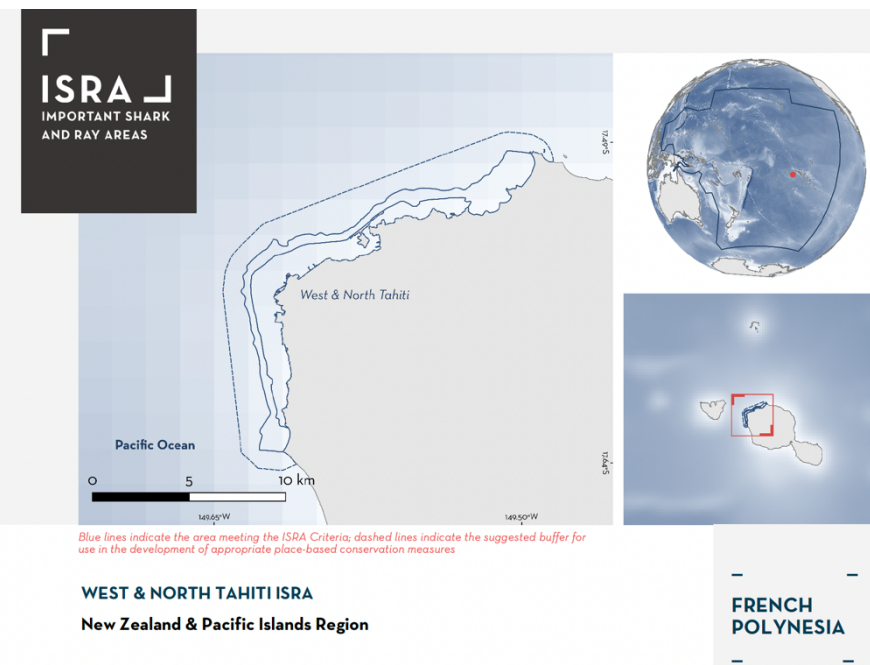 ISRA
IMPORTANT SHARK
AND RAY AREAS
17.49°S
West & North Tahiti
Pacific Ocean
0 5 10 km
17.64°S
149.65°W 149.50°W
Blue lines indicate the area meeting the ISRA Criteria; dashed lines indicate the suggested buffer for
use in the development of appropriate place-based conservation measures
WEST & NORTH TAHITI ISRA
New Zealand & Pacific Islands Region
FRENCH
POLYNESIA